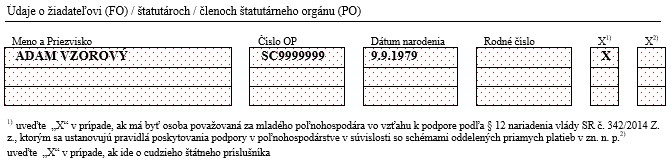 Údaje o žiadateľovi (FO) / štatutároch / členoch štatutárneho orgánu (PO)
Meno a Priezvisko Číslo OP Dátum narodenia Rodné číslo X1) X2)
ADAM VZOROVÝ SC9999999 9.9.1979 X
1) uveďte „X“ v prípade, ak má byť osoba považovaná za mladého poľnohospodára vo vzťahu k podpore podľa § 12 nariadenia vlády SR č. 342/2014 Z.
z., ktorým sa ustanovujú pravidlá poskytovania podpory v poľnohospodárstve v súvislosti so schémami oddelených priamych platieb v zn. n. p.2)
uveďte „X“ v prípade, ak ide o cudzieho štátneho príslušníka